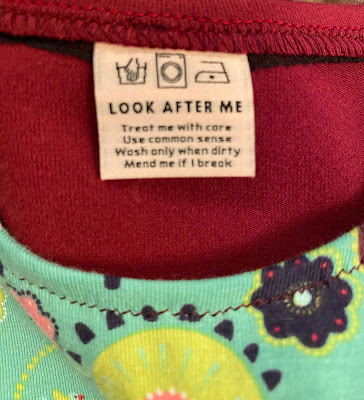 LOOK AFTER ME
Treat me with care
Use common sense
Wash only when dirty
Mend me if I break